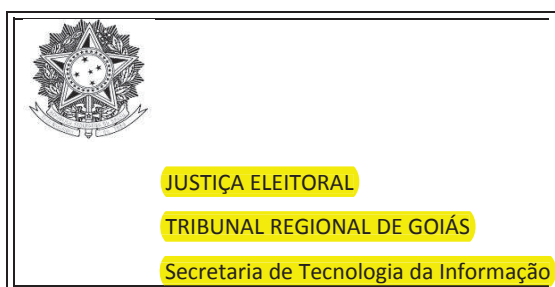 JUSTIÇA ELEITORAL
TRIBUNAL REGIONAL DE GOIÁS
Secretaria de Tecnologia da Informação